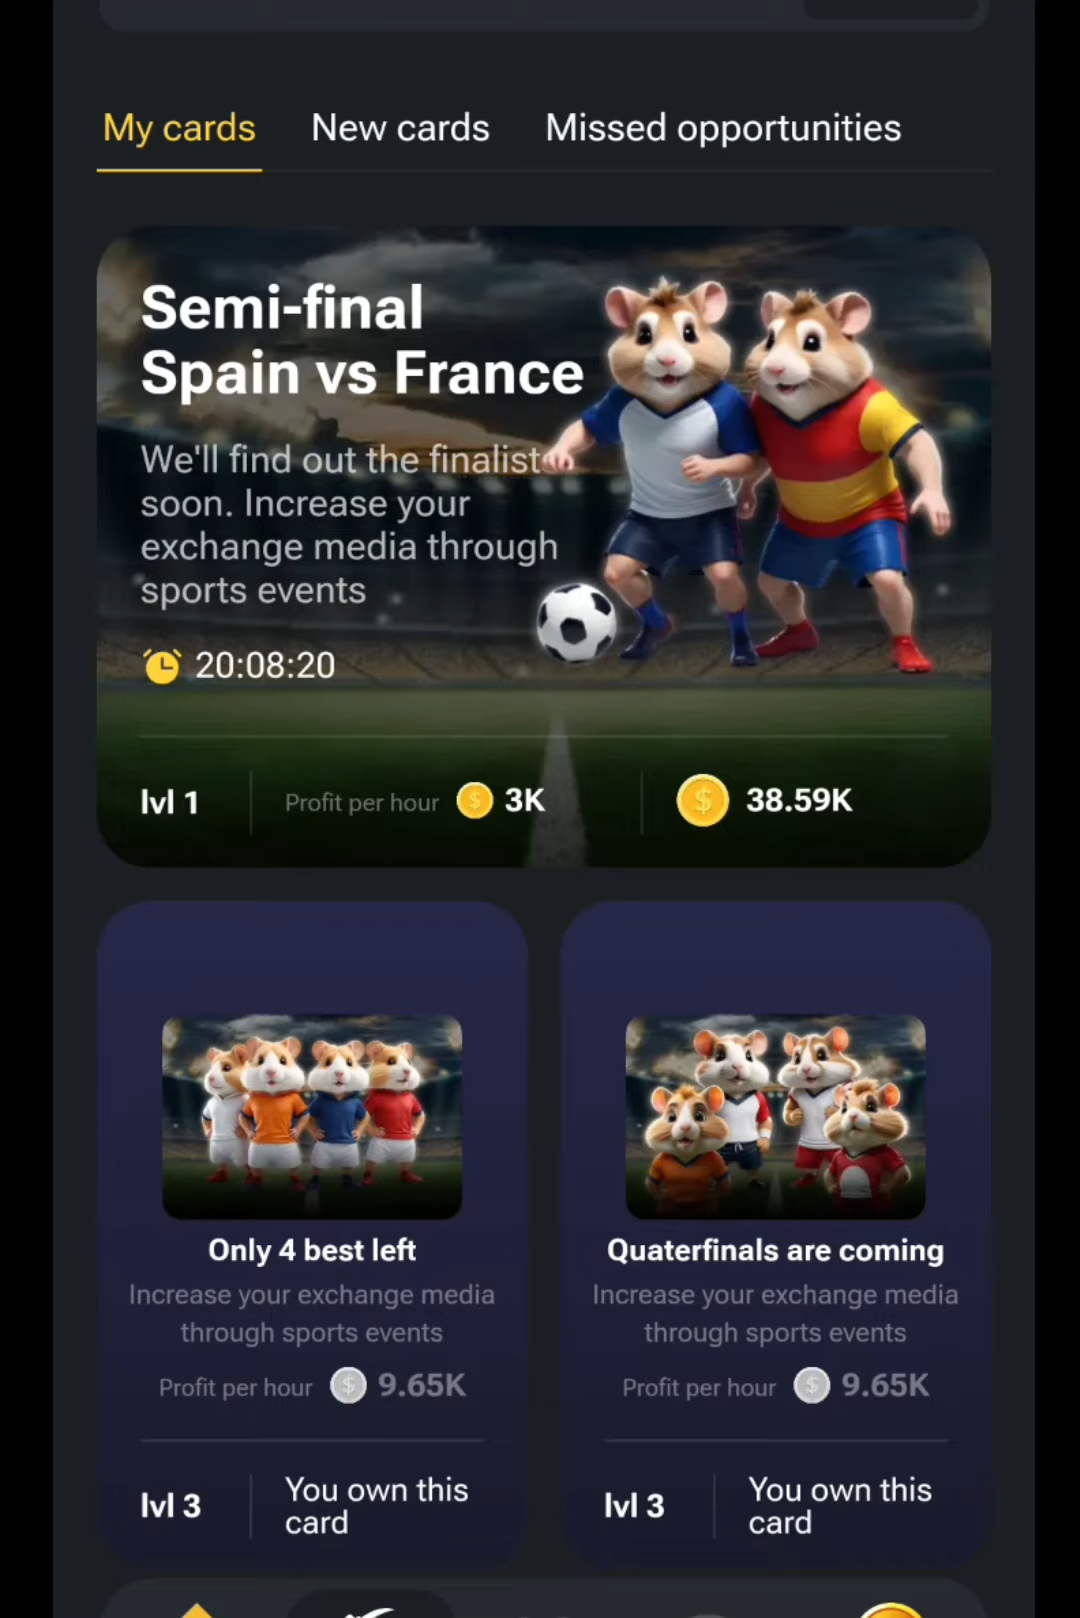 My cards
New cards
Missed opportunities
Semi-final
Spain vs France
We'll find out the finalist
soon. Increase your
exchange media through
sports events
20:08:20
lvl 1
Profit per hour
3K
38.59K
Only 4 best left
Increase your exchange media
through sports events
Profit per hour
9.65K
lvl 3
You own this
card
Quaterfinals are coming
Increase your exchange media
through sports events
Profit per hour
9.65K
lvl 3
You own this
card